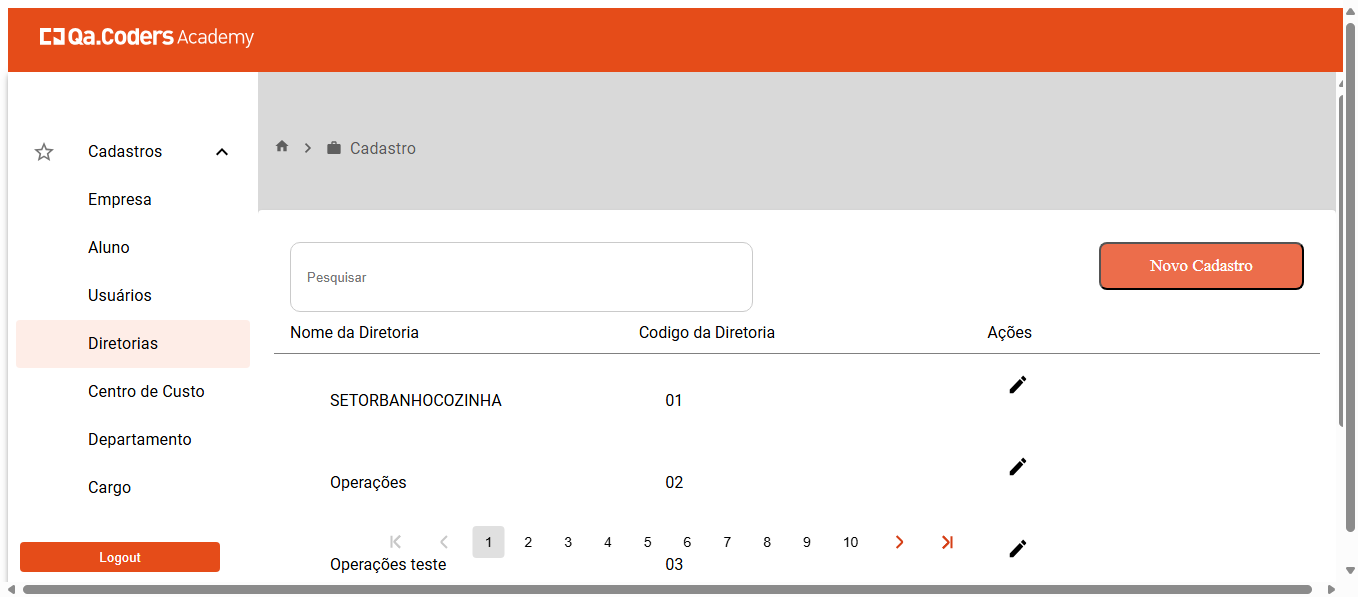 Qa.Coders Academy
Cadastros
Empresa
Aluno
Usuários
Diretorias
Centro de Custo
Departamento
Cargo
Logout
Cadastro
Pesquisar
Novo Cadastro
Nome da Diretoria Codigo da Diretoria Ações
SETORBANHOCOZINHA 01
Operações 02
1 2 3 4 5 6 7 8 9 10
Operações teste 03